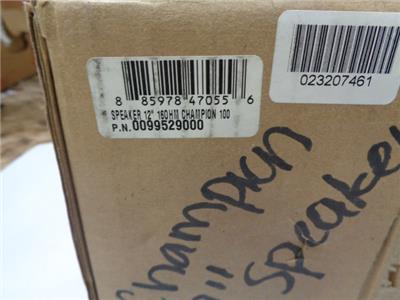 8 85978 47055 6
SPEAKER 12" 16OHM CHAMPION 100
P.N. 0099529000
023207461
Champion
" Speaker